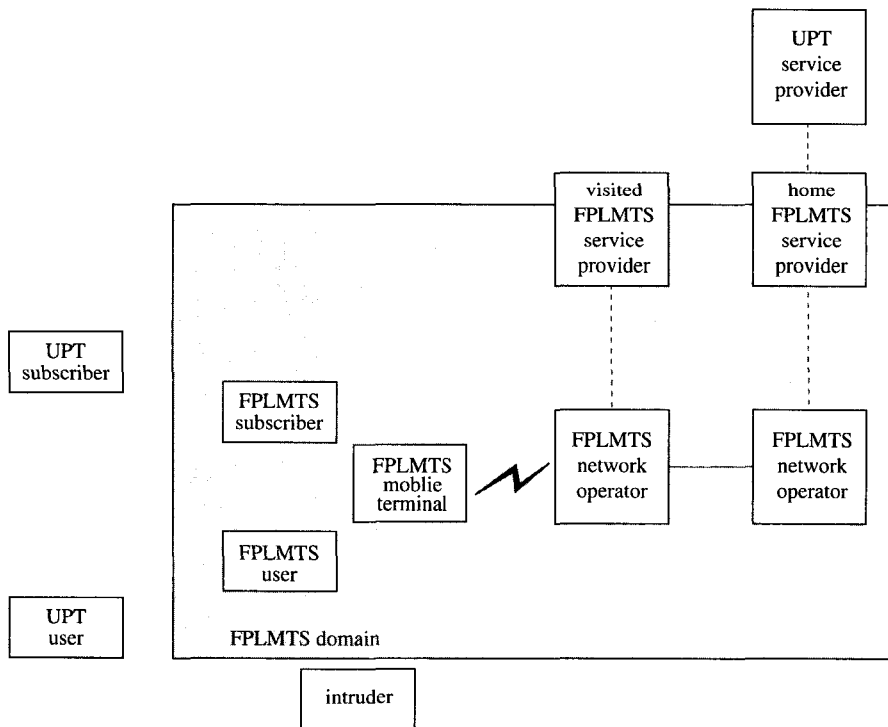 UPT
service
provider
visited
FPLMTS
service
provider
home
FPLMTS
service
provider
UPT
subscriber
FPLMTS
subscriber
FPLMTS
moblie
terminal
FPLMTS
network
operator
FPLMTS
network
operator
FPLMTS
user
UPT
user
FPLMTS domain
intruder